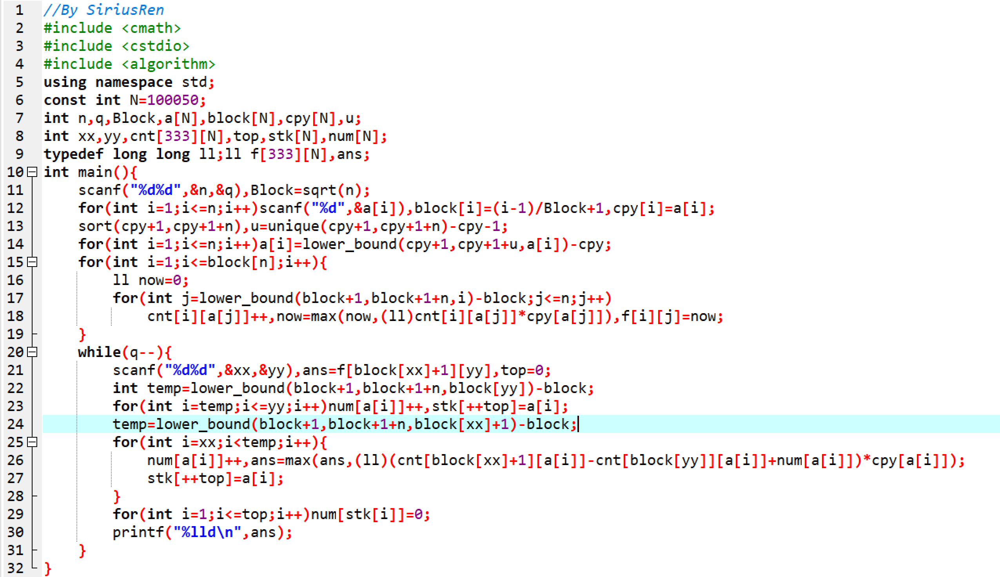 1 //By SiriusRen
2 #include <cmath>
3 #include <cstdio>
4 #include <algorithm>
5 using namespace std;
6 const int N=100050;
7 int n,q,Block,a[N],block[N],cpy[N],u;
8 int xx,yy,cnt[333][N],top,stk[N],num[N];
9 typedef long long ll;ll f[333][N],ans;
10 int main(){
11     scanf("%d%d",&n,&q),Block=sqrt(n);
12     for(int i=1;i<=n;i++)scanf("%d",&a[i]),block[i]=(i-1)/Block+1,cpy[i]=a[i];
13     sort(cpy+1,cpy+1+n),u=unique(cpy+1,cpy+1+n)-cpy-1;
14     for(int i=1;i<=n;i++)a[i]=lower_bound(cpy+1,cpy+1+u,a[i])-cpy;
15     for(int i=1;i<=block[n];i++){
16         ll now=0;
17         for(int j=lower_bound(block+1,block+1+n,i)-block;j<=n;j++)
18             cnt[i][a[j]]++,now=max(now,(ll)cnt[i][a[j]]*cpy[a[j]]),f[i][j]=now;
19     }
20     while(q--){
21         scanf("%d%d",&xx,&yy),ans=f[block[xx]+1][yy],top=0;
22         int temp=lower_bound(block+1,block+1+n,block[yy])-block;
23         for(int i=temp;i<=yy;i++)num[a[i]]++,stk[++top]=a[i];
24         temp=lower_bound(block+1,block+1+n,block[xx]+1)-block;
25         for(int i=xx;i<temp;i++){
26             num[a[i]]++,ans=max(ans,(ll)(cnt[block[xx]+1][a[i]]-cnt[block[yy]][a[i]]+num[a[i]])*cpy[a[i]]);
27             stk[++top]=a[i];
28         }
29         for(int i=1;i<=top;i++)num[stk[i]]=0;
30         printf("%lld\n",ans);
31     }
32 }